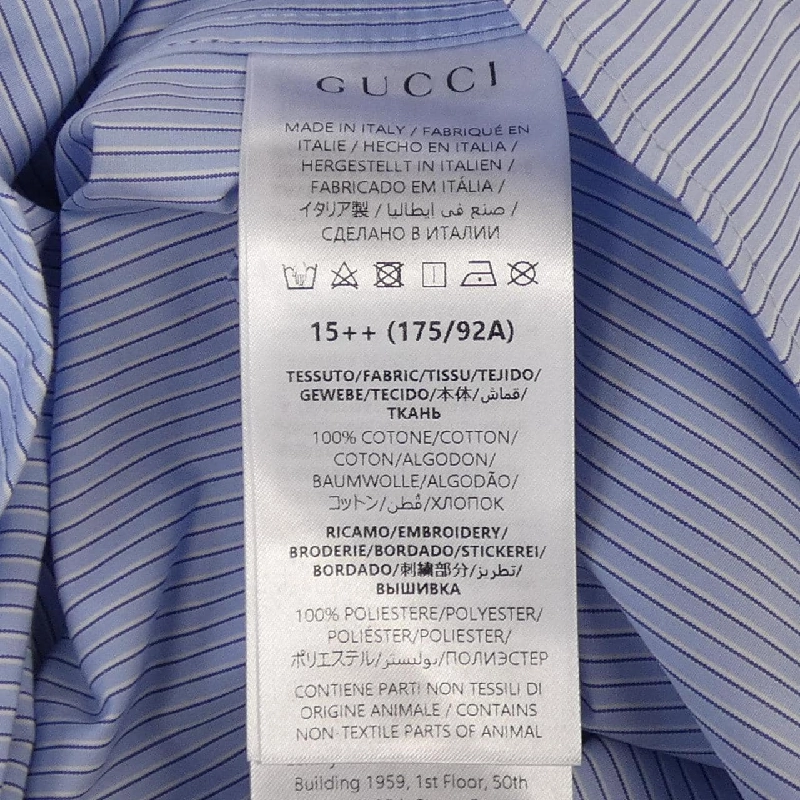 GUCCI
MADE IN ITALY / FABRIQUÉ EN
ITALIE / HECHO EN ITALIA /
HERGESTELLT IN ITALIEN /
FABRICADO EM ITÁLIA /
イタリア製 / صنع في إيطاليا /
СДЕЛАНО В ИТАЛИИ
15++ (175/92A)
TESSUTO/FABRIC/TISSU/TEJIDO/
GEWEBE/TECIDO/本体/قماش/
ТКАНЬ
100% COTONE/COTTON/
COTON/ALGODON/
BAUMWOLLE/ALGODÃO/
コットン/قُطن/ХЛОПОК
RICAMO/EMBROIDERY/
BRODERIE/BORDADO/STICKEREI/
BORDADO/刺繍部分/تطريز/
ВЫШИВКА
100% POLIESTERE/POLYESTER/
POLIÉSTER/POLIESTER/
ポリエステル/بوليستر/ПОЛИЭСТЕР
CONTIENE PARTI NON TESSILI DI
ORIGINE ANIMALE / CONTAINS
NON-TEXTILE PARTS OF ANIMAL
Building 1959, 1st Floor, 50th